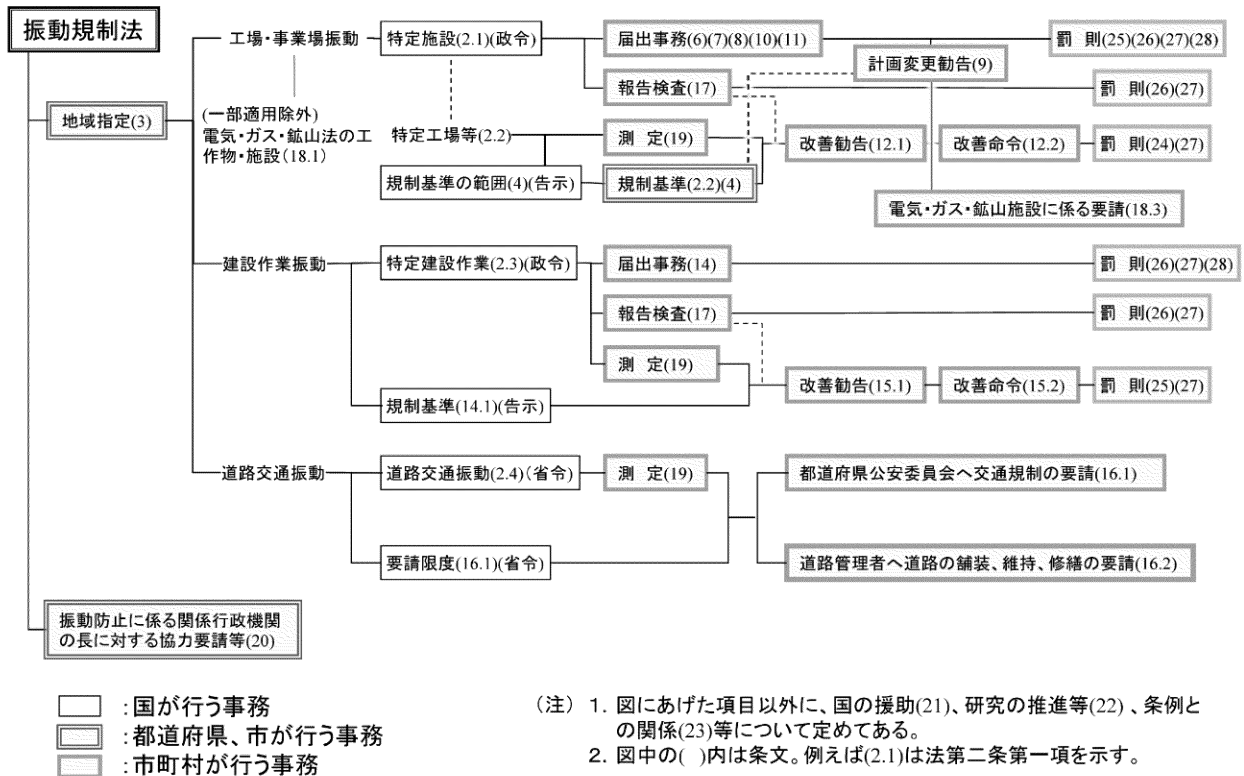 振動規制法
工場・事業場振動
特定施設(2.1)(政令)
届出事務(6)(7)(8)(10)(11)
罰 則(25)(26)(27)(28)
計画変更勧告(9)
報告検査(17)
罰 則(26)(27)
地域指定(3)
(一部適用除外)
電気・ガス・鉱山法の工
作物・施設(18.1)
特定工場等(2.2)
測 定(19)
改善勧告(12.1)
改善命令(12.2)
罰 則(24)(27)
規制基準の範囲(4)(告示)
規制基準(2.2)(4)
電気・ガス・鉱山施設に係る要請(18.3)
建設作業振動
特定建設作業(2.3)(政令)
届出事務(14)
罰 則(26)(27)(28)
報告検査(17)
罰 則(26)(27)
測 定(19)
改善勧告(15.1)
改善命令(15.2)
罰 則(25)(27)
規制基準(14.1)(告示)
道路交通振動
道路交通振動(2.4)(省令)
測 定(19)
都道府県公安委員会へ交通規制の要請(16.1)
要請限度(16.1)(省令)
道路管理者へ道路の舗装、維持、修繕の要請(16.2)
振動防止に係る関係行政機関
の長に対する協力要請等(20)
:国が行う事務
:都道府県、市が行う事務
:市町村が行う事務
(注) 1. 図にあげた項目以外に、国の援助(21)、研究の推進等(22)、条例と
の関係(23)等について定めてある。
2. 図中の( )内は条文。例えば(2.1)は法第二条第一項を示す。